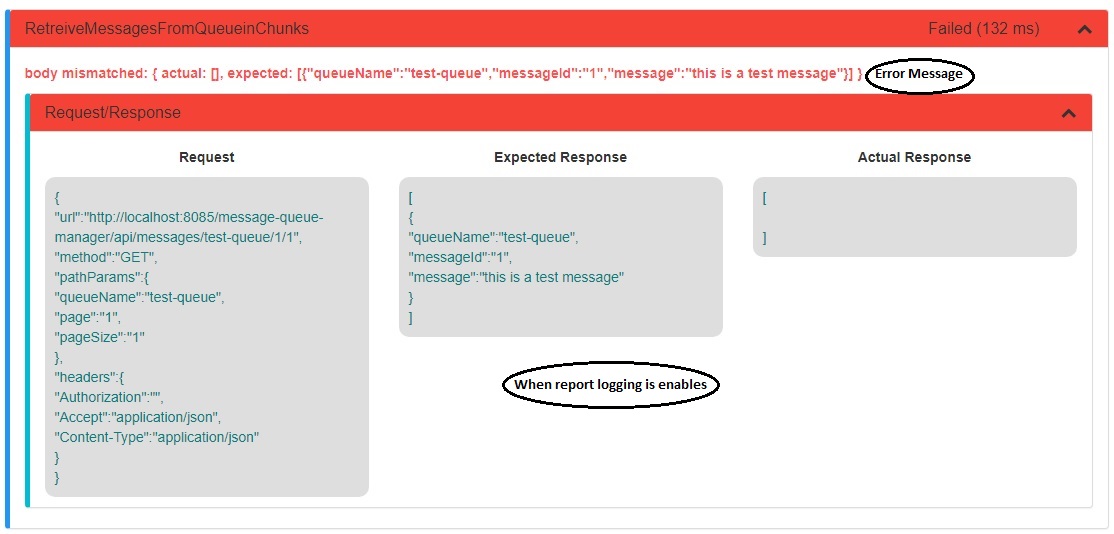 RetreiveMessagesFromQueueinChunks Failed (132 ms)
body mismatched: { actual: [], expected: [{"queueName":"test-queue","messageId":"1","message":"this is a test message"}] } Error Message
Request/Response
Request
{
"url":"http://localhost:8085/message-queue-
manager/api/messages/test-queue/1/1",
"method":"GET",
"pathParams":{
"queueName":"test-queue",
"page":"1",
"pageSize":"1"
},
"headers":{
"Authorization":"",
"Accept":"application/json",
"Content-Type":"application/json"
}
}
Expected Response
[
{
"queueName":"test-queue",
"messageId":"1",
"message":"this is a test message"
}
]
Actual Response
[
]
When report logging is enables